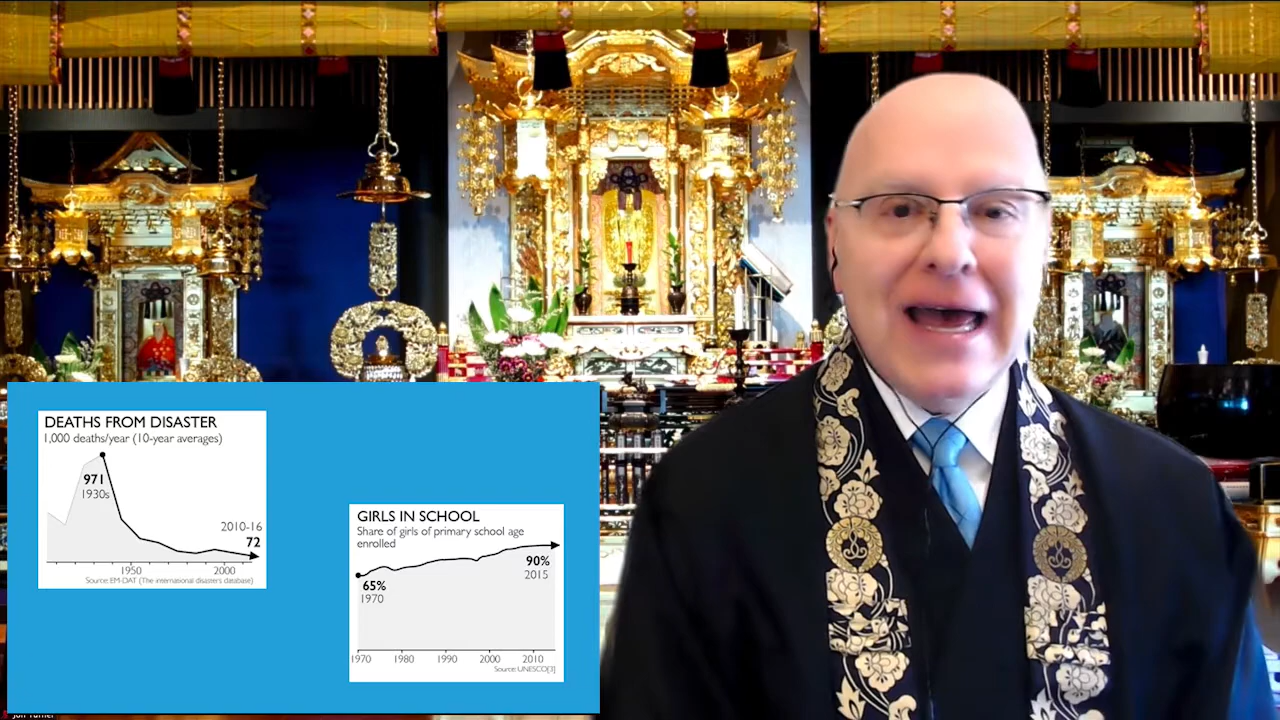 DEATHS FROM DISASTER
1,000 deaths/year (10-year averages)
971
1930s
2010-16
72
1950
2000
Source: EM-DAT (The international disasters database)
GIRLS IN SCHOOL
Share of girls of primary school age
enrolled
90%
2015
65%
1970
1970 1980 1990 2000 2010
Source: UNESCO[3]